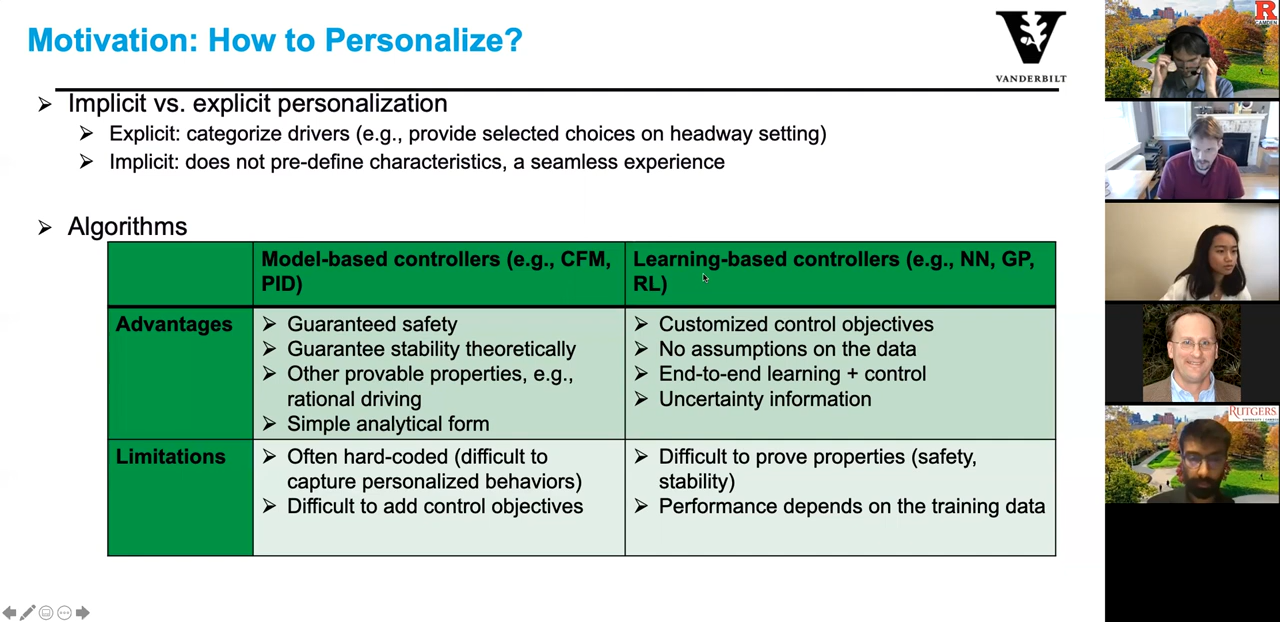 Motivation: How to Personalize?
VANDERBILT
Implicit vs. explicit personalization
Explicit: categorize drivers (e.g., provide selected choices on headway setting)
Implicit: does not pre-define characteristics, a seamless experience
Algorithms
Model-based controllers (e.g., CFM, PID)
Learning-based controllers (e.g., NN, GP, RL)
Advantages
Guaranteed safety
Guarantee stability theoretically
Other provable properties, e.g.,
rational driving
Simple analytical form
Customized control objectives
No assumptions on the data
End-to-end learning + control
Uncertainty information
Limitations
Often hard-coded (difficult to
capture personalized behaviors)
Difficult to add control objectives
Difficult to prove properties (safety,
stability)
Performance depends on the training data
R
CAMDEN
RUTGERS